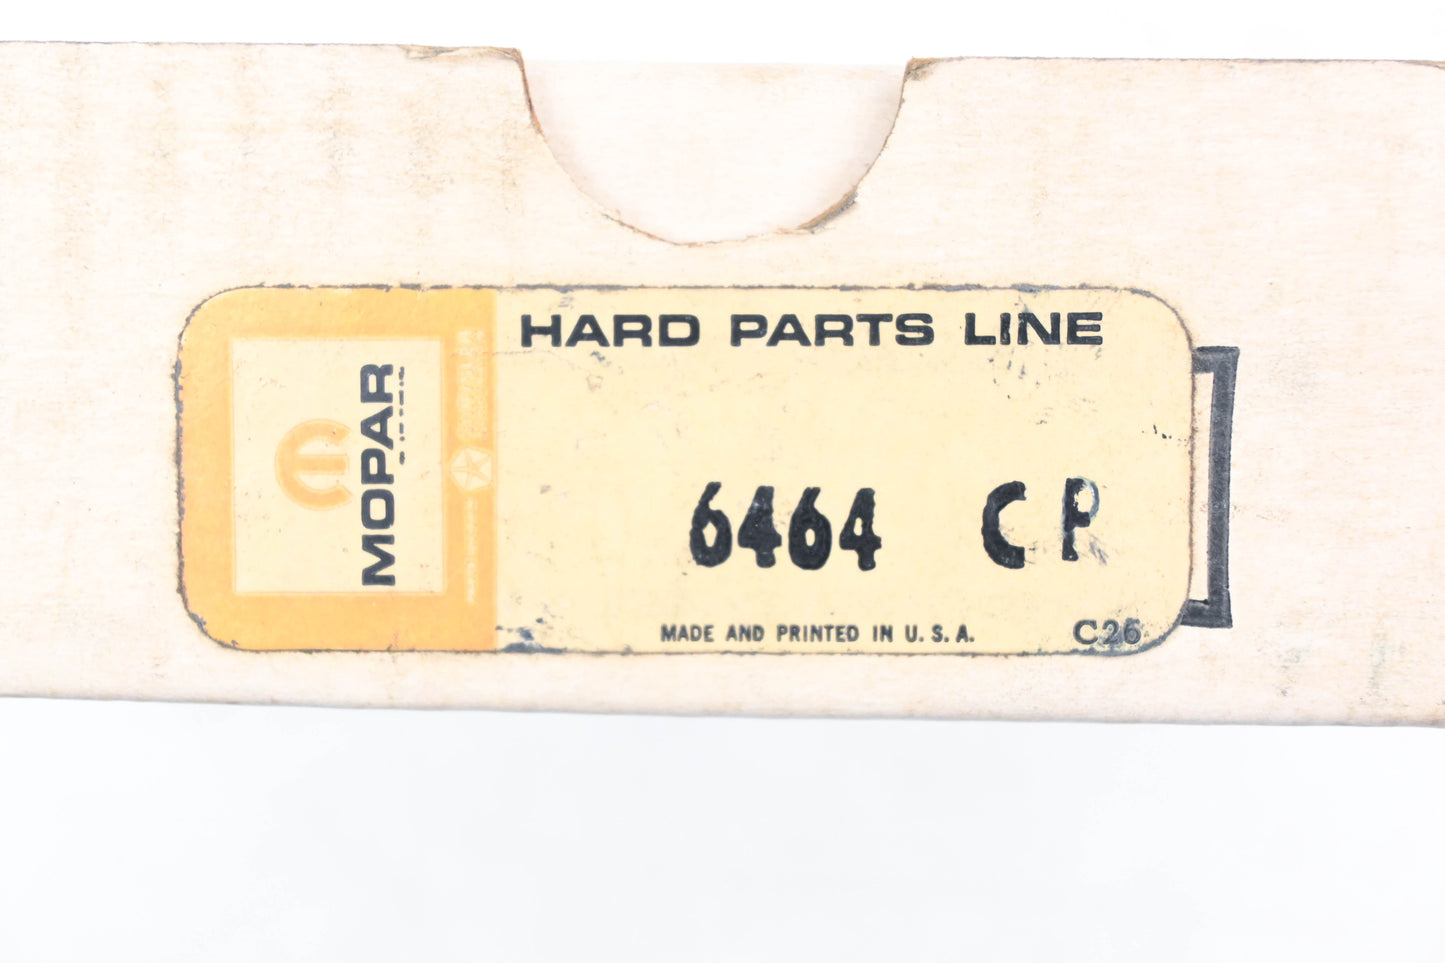 HARD PARTS LINE
MOPAR
6464 CP
MADE AND PRINTED IN U.S.A.
C26